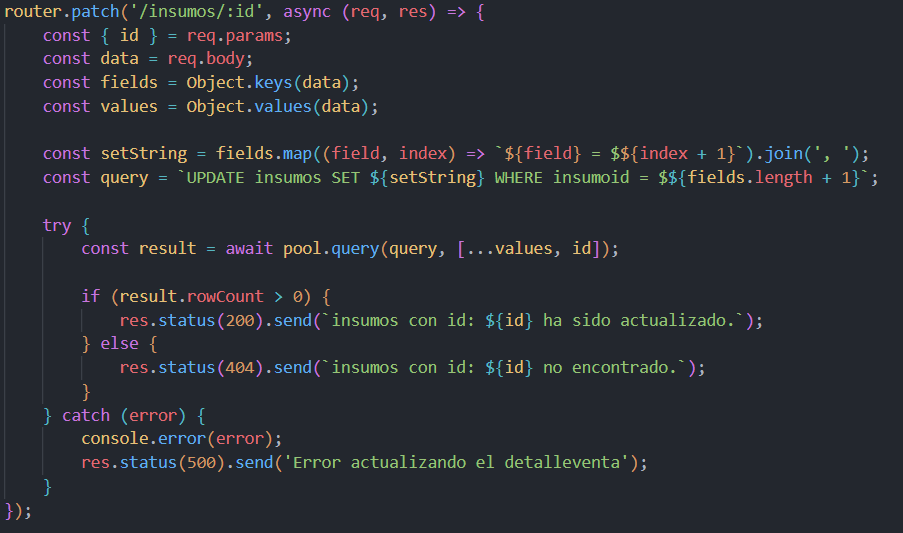 router.patch('/insumos/:id', async (req, res) => {
    const { id } = req.params;
    const data = req.body;
    const fields = Object.keys(data);
    const values = Object.values(data);

    const setString = fields.map((field, index) => `${field} = $${index + 1}`).join(', ');
    const query = `UPDATE insumos SET ${setString} WHERE insumoid = $${fields.length + 1}`;

    try {
        const result = await pool.query(query, [...values, id]);

        if (result.rowCount > 0) {
            res.status(200).send(`insumos con id: ${id} ha sido actualizado.`);
        } else {
            res.status(404).send(`insumos con id: ${id} no encontrado.`);
        }
    } catch (error) {
        console.error(error);
        res.status(500).send('Error actualizando el detalleventa');
    }
});